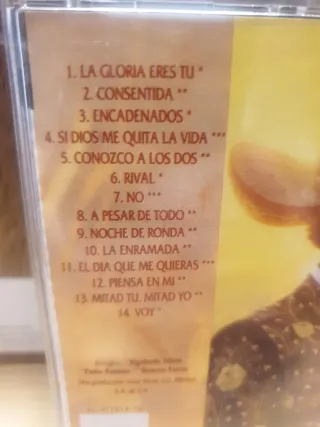 1. LA GLORIA ERES TU *
2. CONSENTIDA **
3. ENCADENADOS *
4. SI DIOS ME QUITA LA VIDA ***
5. CONOZCO A LOS DOS **
6. RIVAL *
7. NO ***
8. A PESAR DE TODO **
9. NOCHE DE RONDA **
10. LA ENRAMADA **
11. EL DIA QUE ME QUIERAS ***
12. PIENSA EN MI **
13. MITAD TU, MITAD YO **
14. VOY *